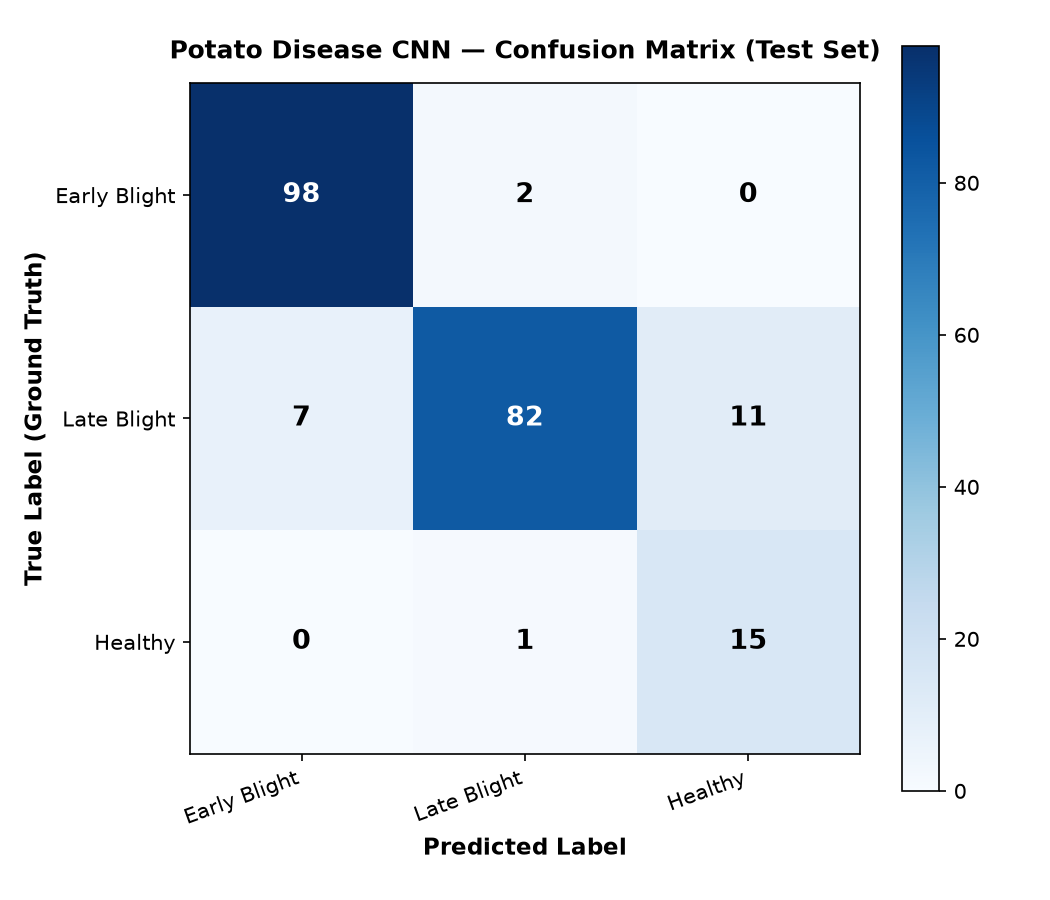 Potato Disease CNN — Confusion Matrix (Test Set)
True Label (Ground Truth)
Early Blight 98 2 0
Late Blight 7 82 11
Healthy 0 1 15
Early Blight Late Blight Healthy
Predicted Label
80
60
40
20
0